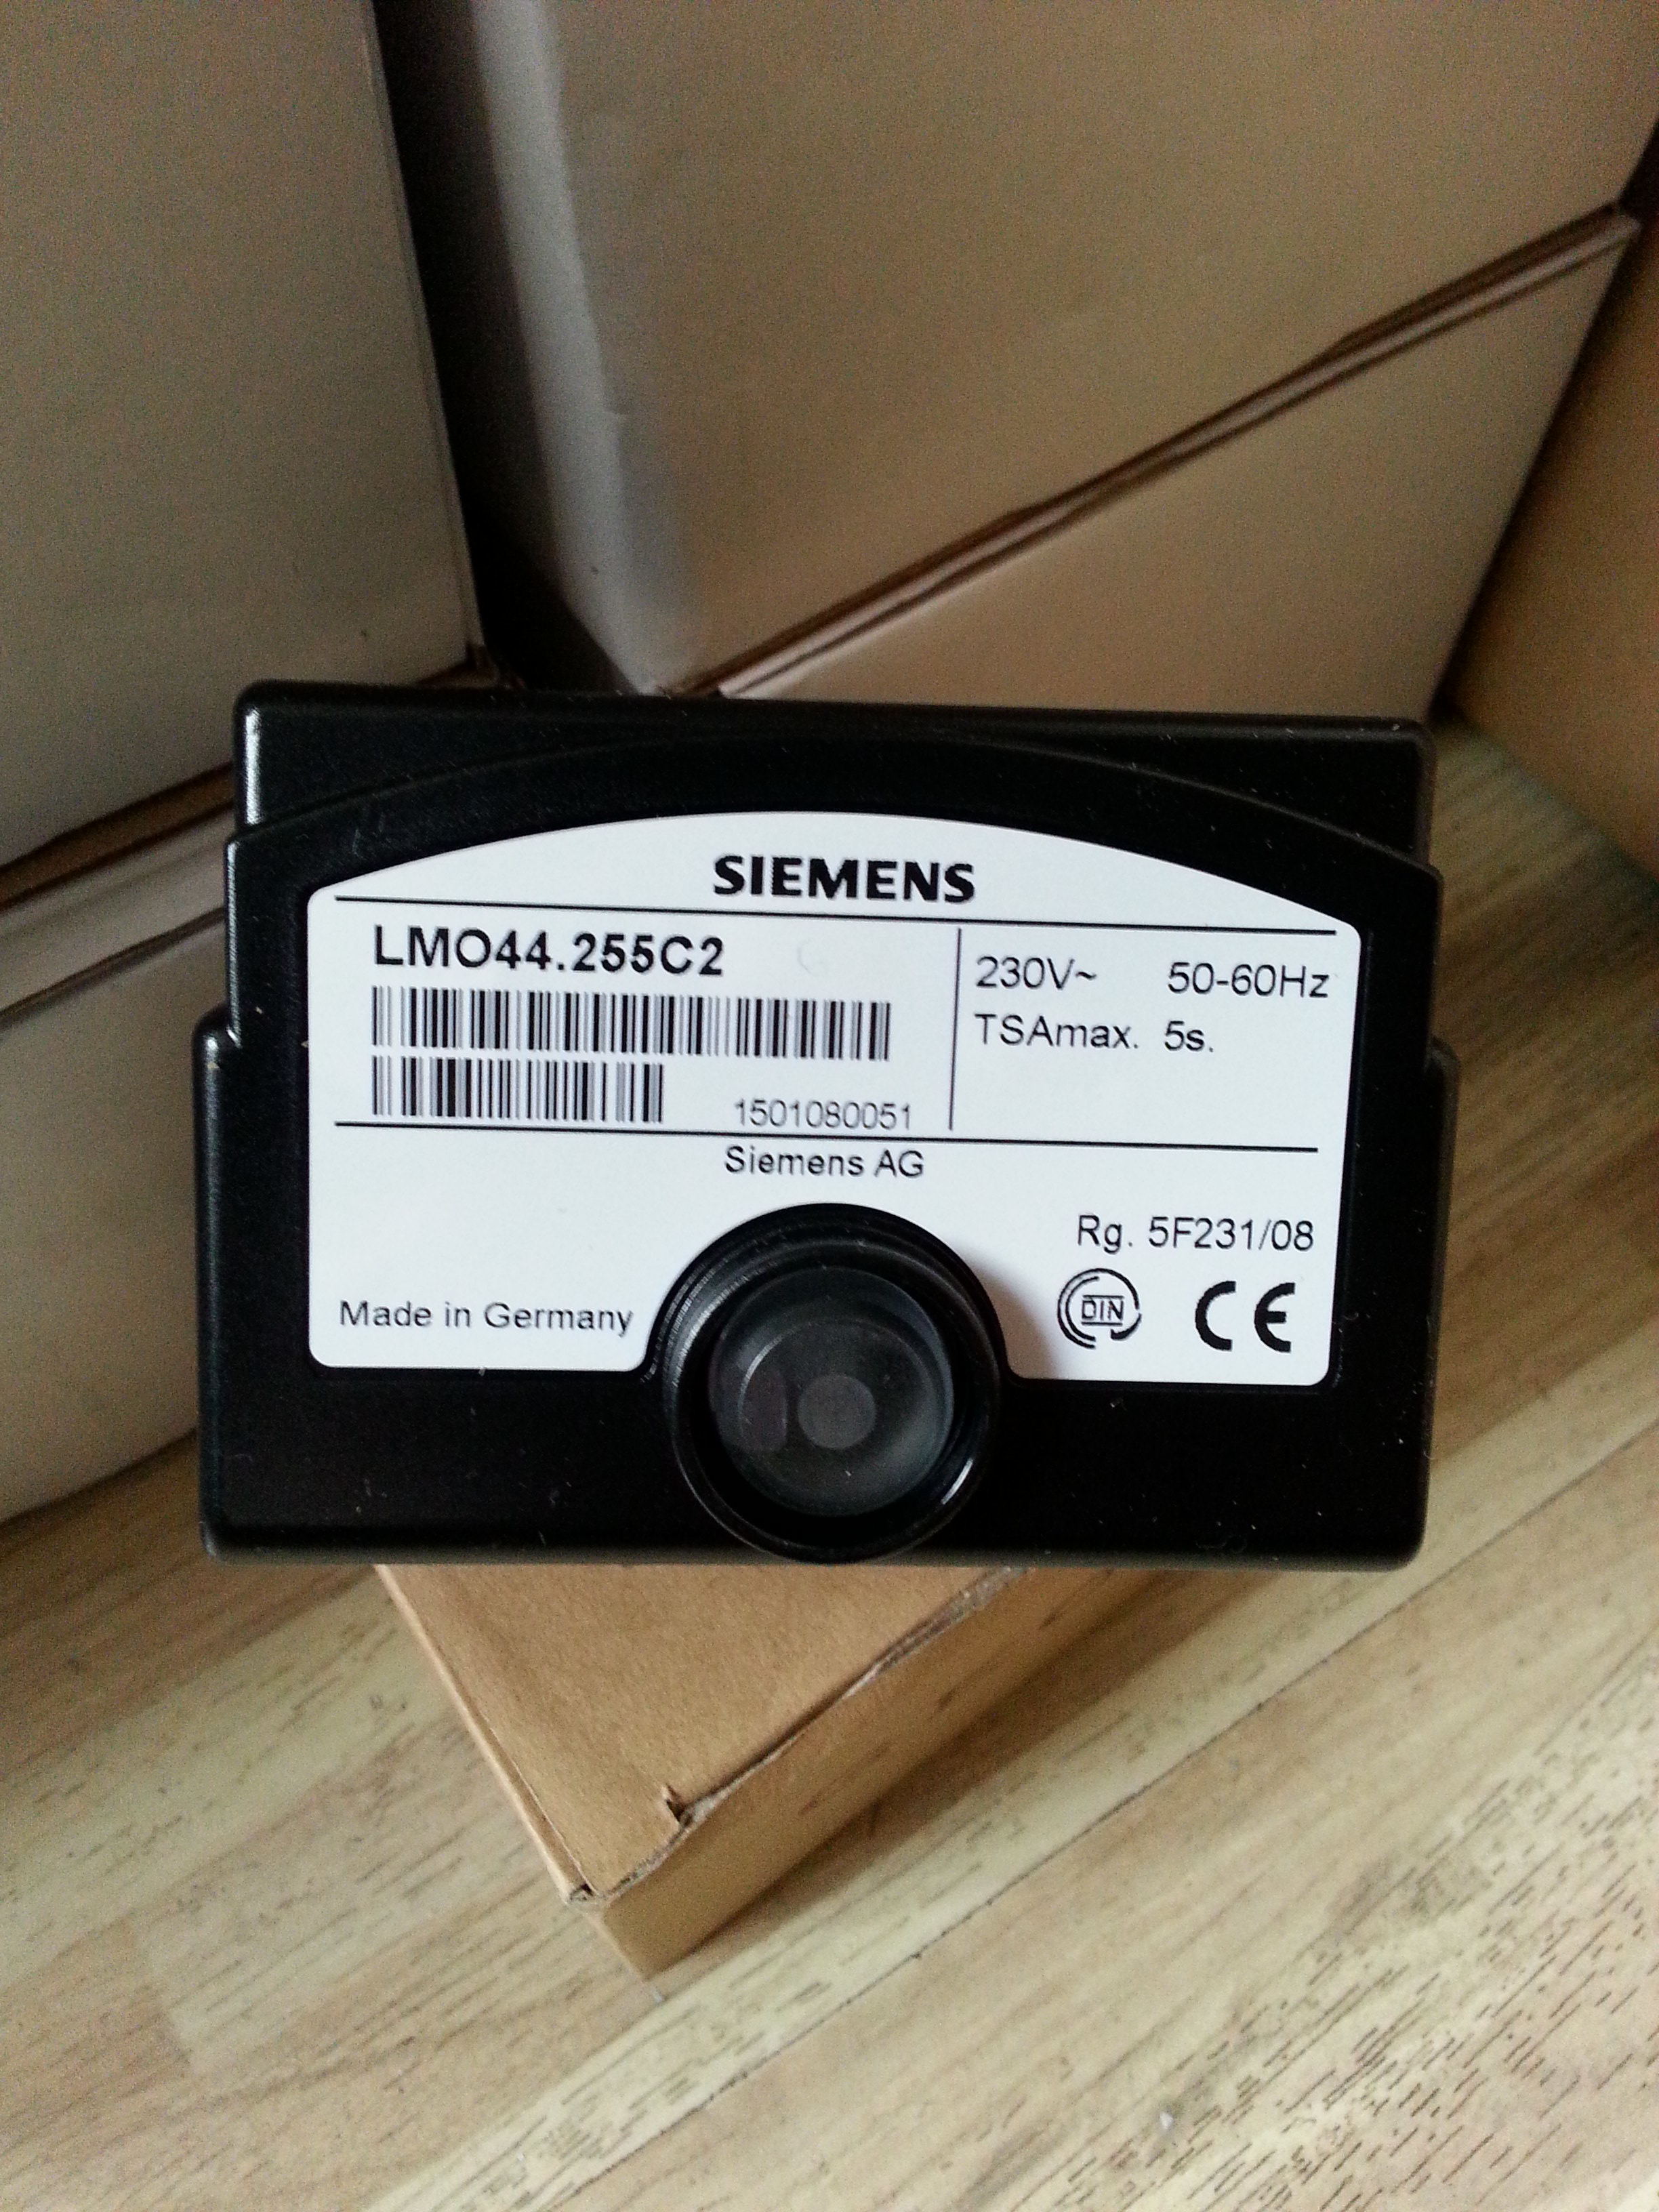 SIEMENS
LMO44.255C2
1501080051
230V~ 50-60Hz
TSAmax. 5s.
Siemens AG
Rg. 5F231/08
DIN CE
Made in Germany